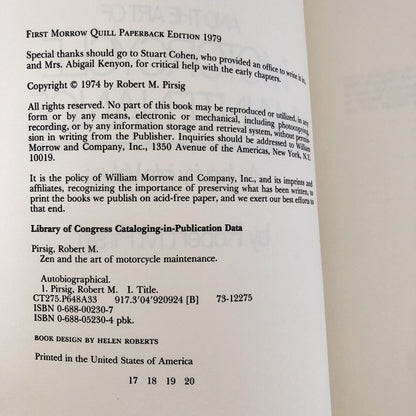 FIRST MORROW QUILL PAPERBACK EDITION 1979
Special thanks should go to Stuart Cohen, who provided an office to write it in,
and Mrs. Abigail Kenyon, for critical help with the early chapters.
Copyright © 1974 by Robert M. Pirsig
All rights reserved. No part of this book may be reproduced or utilized, in any
form or by any means, electronic or mechanical, including photocopying,
recording, or by any information storage and retrieval system, without permis-
sion in writing from the Publisher. Inquiries should be addressed to William
Morrow and Company, Inc., 1350 Avenue of the Americas, New York, N.Y.
10019.
It is the policy of William Morrow and Company, Inc., and its imprints and
affiliates, recognizing the importance of preserving what has been written, to
print the books we publish on acid-free paper, and we exert our best efforts to
that end.
Library of Congress Cataloging-in-Publication Data
Pirsig, Robert M.
Zen and the art of motorcycle maintenance.
Autobiographical.
1. Pirsig, Robert M. I. Title.
CT275.P648A33 917.3'04'920924 [B] 73-12275
ISBN 0-688-00230-7
ISBN 0-688-05230-4 pbk.
BOOK DESIGN BY HELEN ROBERTS
Printed in the United States of America
17 18 19 20